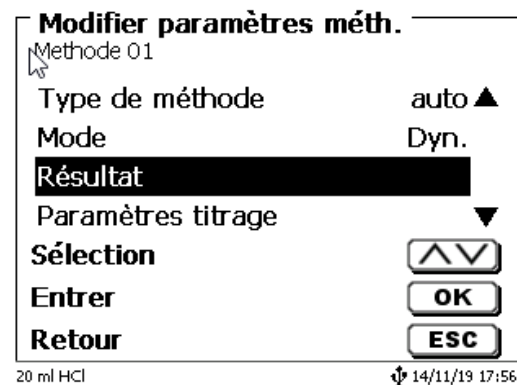 Modifier paramètres méth.
Methode 01
Type de méthode auto ▲
Mode Dyn.
Résultat
Paramètres titrage ▼
Sélection
Entrer OK
Retour ESC
20 ml HCl 14/11/19 17:56